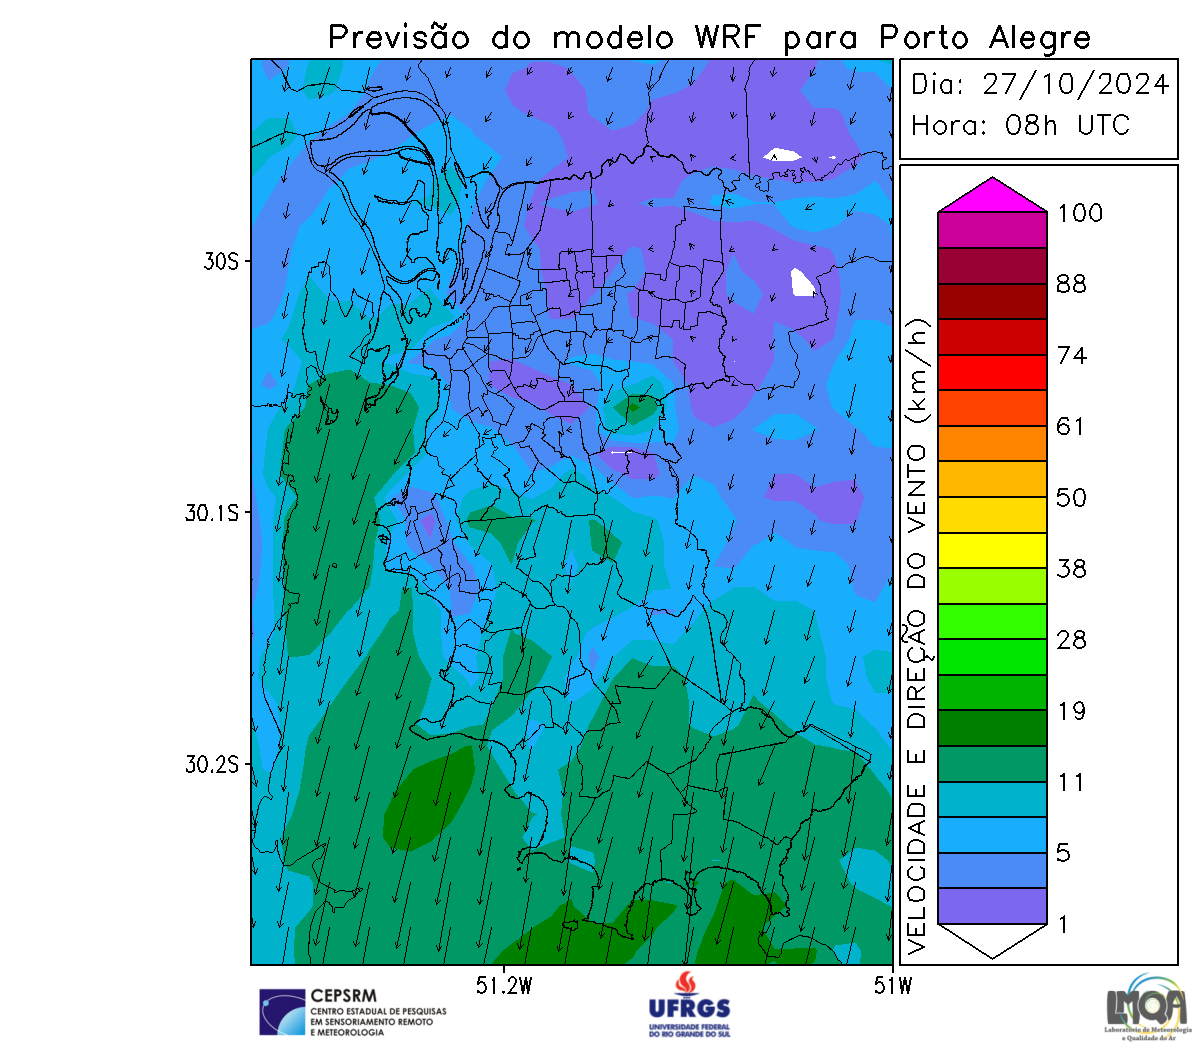 Previsão do modelo WRF para Porto Alegre
Dia: 27/10/2024
Hora: 08h UTC
30S
30.1S
30.2S
51.2W
51W
VELOCIDADE E DIREÇÃO DO VENTO (km/h)
100
88
74
61
50
38
28
19
11
5
1
CEPSRM
CENTRO ESTADUAL DE PESQUISAS
EM SENSORIAMENTO REMOTO
E METEOROLOGIA
UFRGS
UNIVERSIDADE FEDERAL
DO RIO GRANDE DO SUL
LMQA
Laboratório de Meteorologia
e Qualidade do Ar